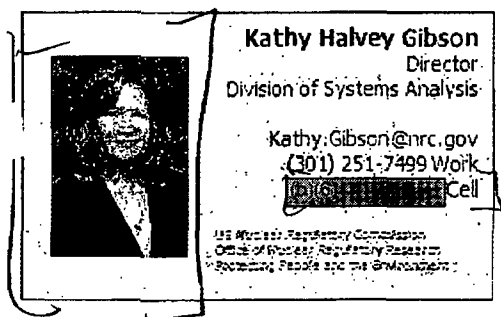 Kathy Halvey Gibson
Director
Division of Systems Analysis
Kathy.Gibson@nrc.gov
(301) 251-7499 Work
(b)(6) Cell
US Nuclear Regulatory Commission
Office of Nuclear Regulatory Research
Protecting People and the Environment